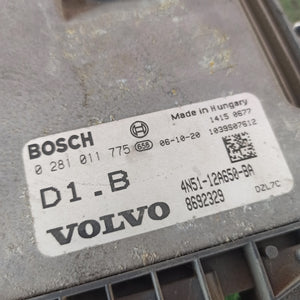 Made in Hungary
1415 0677
1039S07612
BOSCH
0 281 011 775 656 06-10-20
D1.B
4N51-12A650-BA
8692329
DZL7C
VOLVO